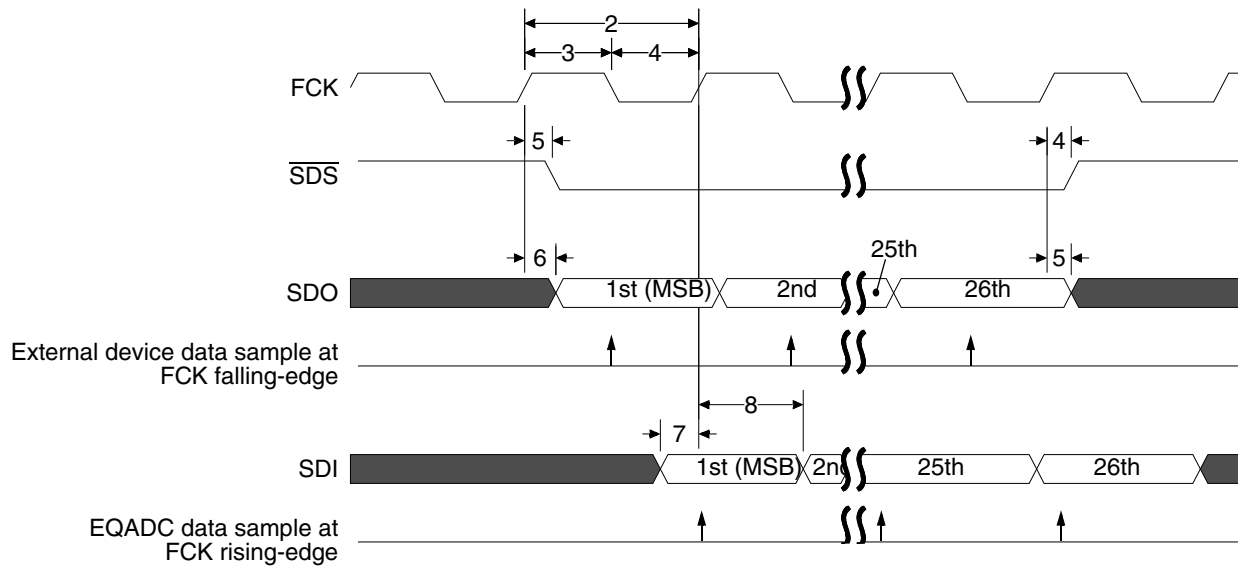 2
3 4
FCK
5 4
SDS
6 25th 5
SDO 1st (MSB) 2nd 26th
External device data sample at
FCK falling-edge
8
7
SDI 1st (MSB) 2nd 25th 26th
EQADC data sample at
FCK rising-edge